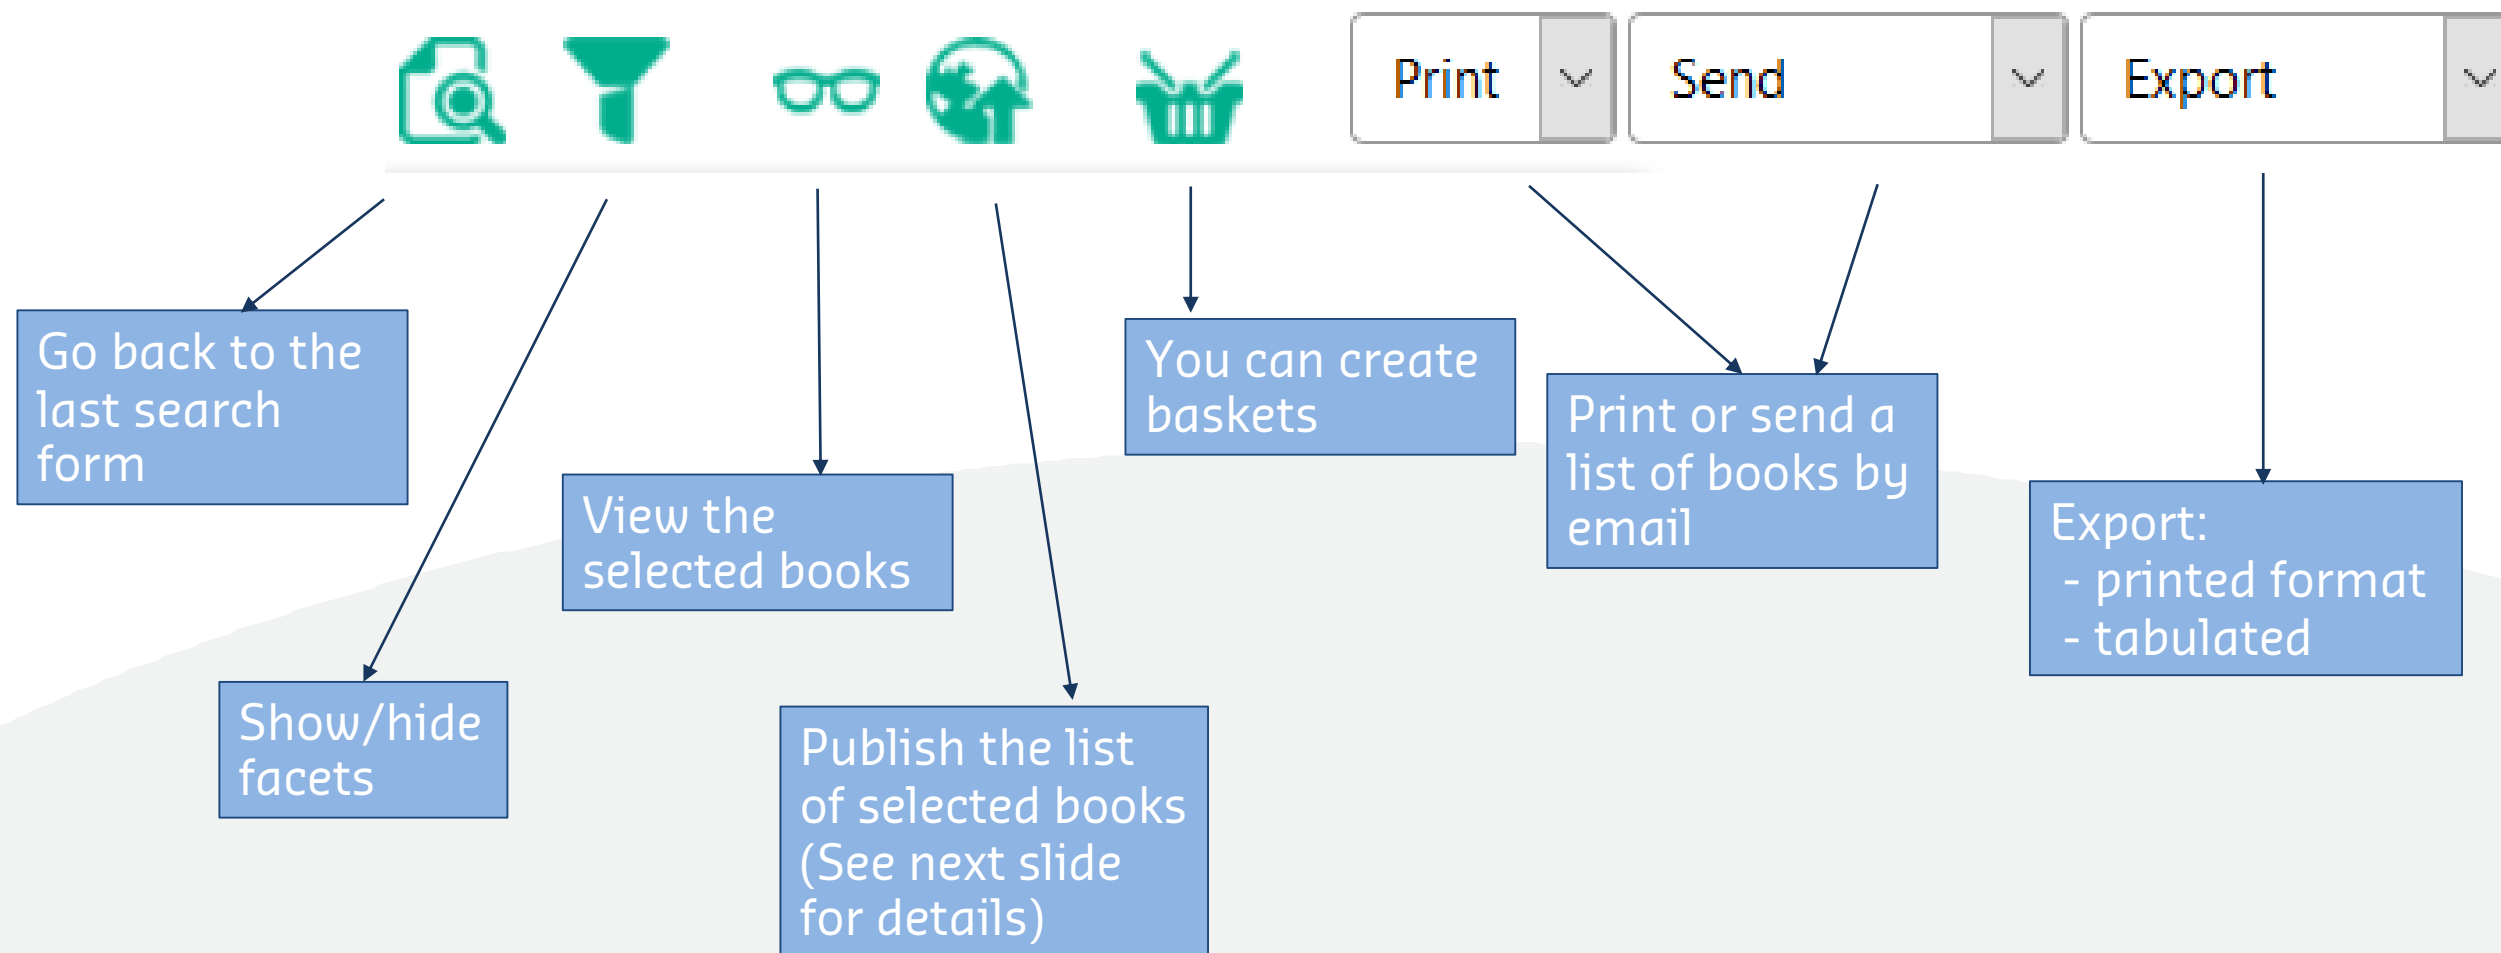 Print
Send
Export
Go back to the
last search
form
You can create
baskets
Print or send a
list of books by
email
View the
selected books
Export:
- printed format
- tabulated
Show/hide
facets
Publish the list
of selected books
(See next slide
for details)